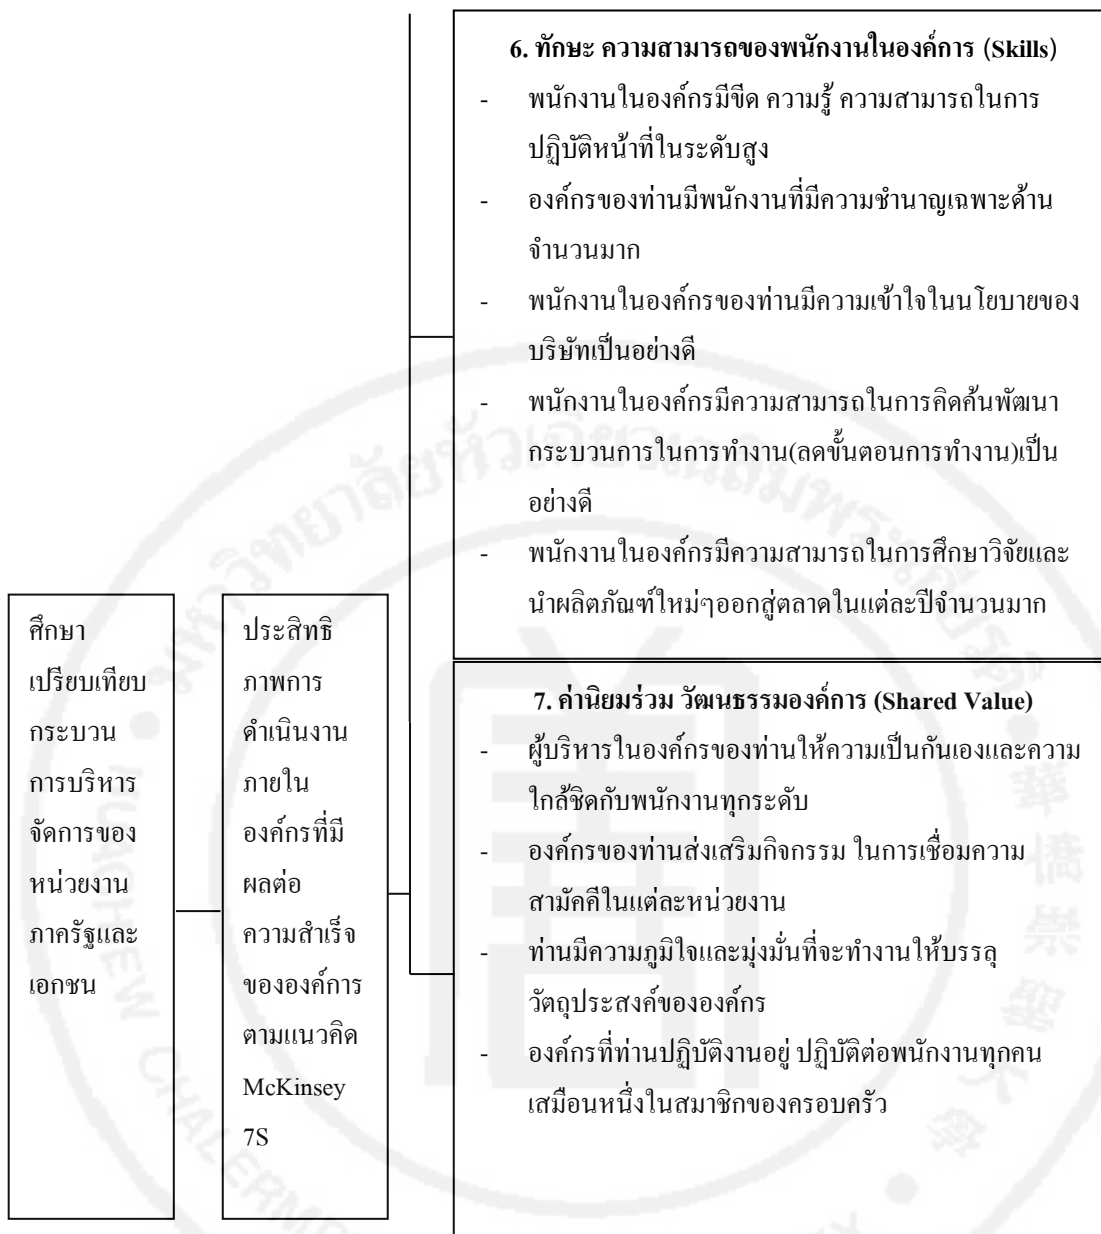 6. ทักษะ ความสามารถของพนักงานในองค์การ (Skills)
- พนักงานในองค์กรมีขีด ความรู้ ความสามารถในการ
ปฏิบัติหน้าที่ในระดับสูง
- องค์กรของท่านมีพนักงานที่มีความชำนาญเฉพาะด้าน
จำนวนมาก
- พนักงานในองค์กรของท่านมีความเข้าใจในนโยบายของ
บริษัทเป็นอย่างดี
- พนักงานในองค์กรมีความสามารถในการคิดค้นพัฒนา
กระบวนการในการทำงาน(ลดขั้นตอนการทำงาน)เป็น
อย่างดี
- พนักงานในองค์กรมีความสามารถในการศึกษาวิจัยและ
นำผลิตภัณฑ์ใหม่ๆออกสู่ตลาดในแต่ละปีจำนวนมาก
ศึกษา
เปรียบเทียบ
กระบวน
การบริหาร
จัดการของ
หน่วยงาน
ภาครัฐและ
เอกชน
ประสิทธิ
ภาพการ
ดำเนินงาน
ภายใน
องค์กรที่มี
ผลต่อ
ความสำเร็จ
ขององค์การ
ตามแนวคิด
McKinsey
7S
7. ค่านิยมร่วม วัฒนธรรมองค์การ (Shared Value)
- ผู้บริหารในองค์กรของท่านให้ความเป็นกันเองและความ
ใกล้ชิดกับพนักงานทุกระดับ
- องค์กรของท่านส่งเสริมกิจกรรม ในการเชื่อมความ
สามัคคีในแต่ละหน่วยงาน
- ท่านมีความภูมิใจและมุ่งมั่นที่จะทำงานให้บรรลุ
วัตถุประสงค์ขององค์กร
- องค์กรที่ท่านปฏิบัติงานอยู่ ปฏิบัติต่อพนักงานทุกคน
เสมือนหนึ่งในสมาชิกของครอบครัว